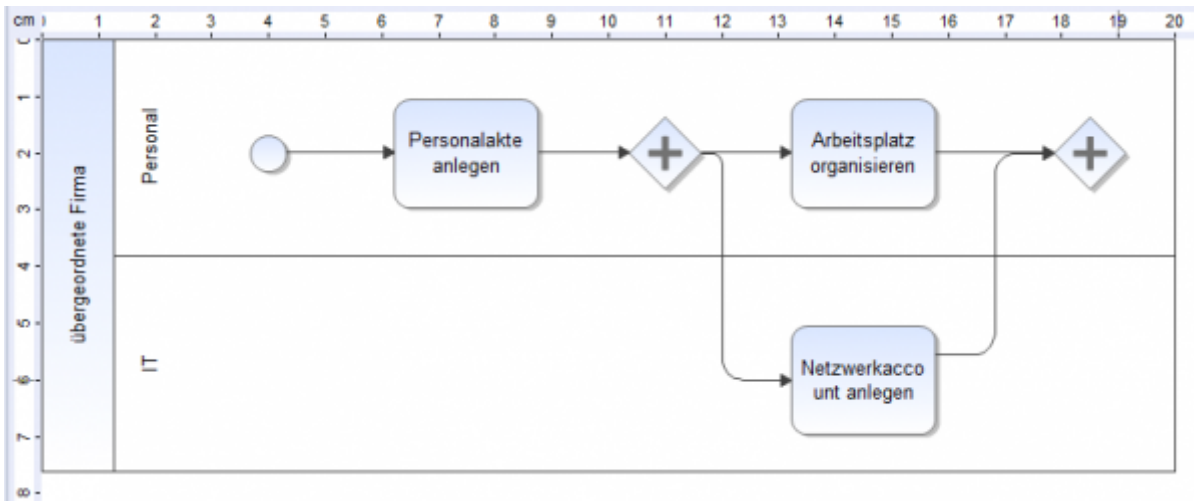 cm 1 2 3 4 5 6 7 8 9 10 11 12 13 14 15 16 17 18 19 20
0
1
2
3
4
5
6
7
8
übergeordnete Firma
Personal
Personalakte
anlegen
Arbeitsplatz
organisieren
IT
Netzwerkacco
unt anlegen